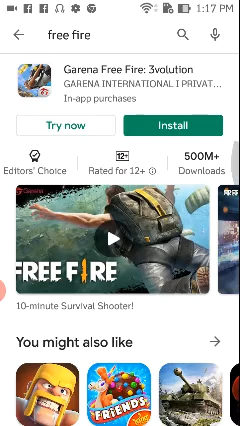 1:17 PM
free fire
Garena Free Fire: 3volution
GARENA INTERNATIONAL I PRIVAT...
In-app purchases
Try now
Install
12+
500M+
Editors' Choice
Rated for 12+
Downloads
Garena
FREE FIRE
10-minute Survival Shooter!
You might also like
FRIENDS